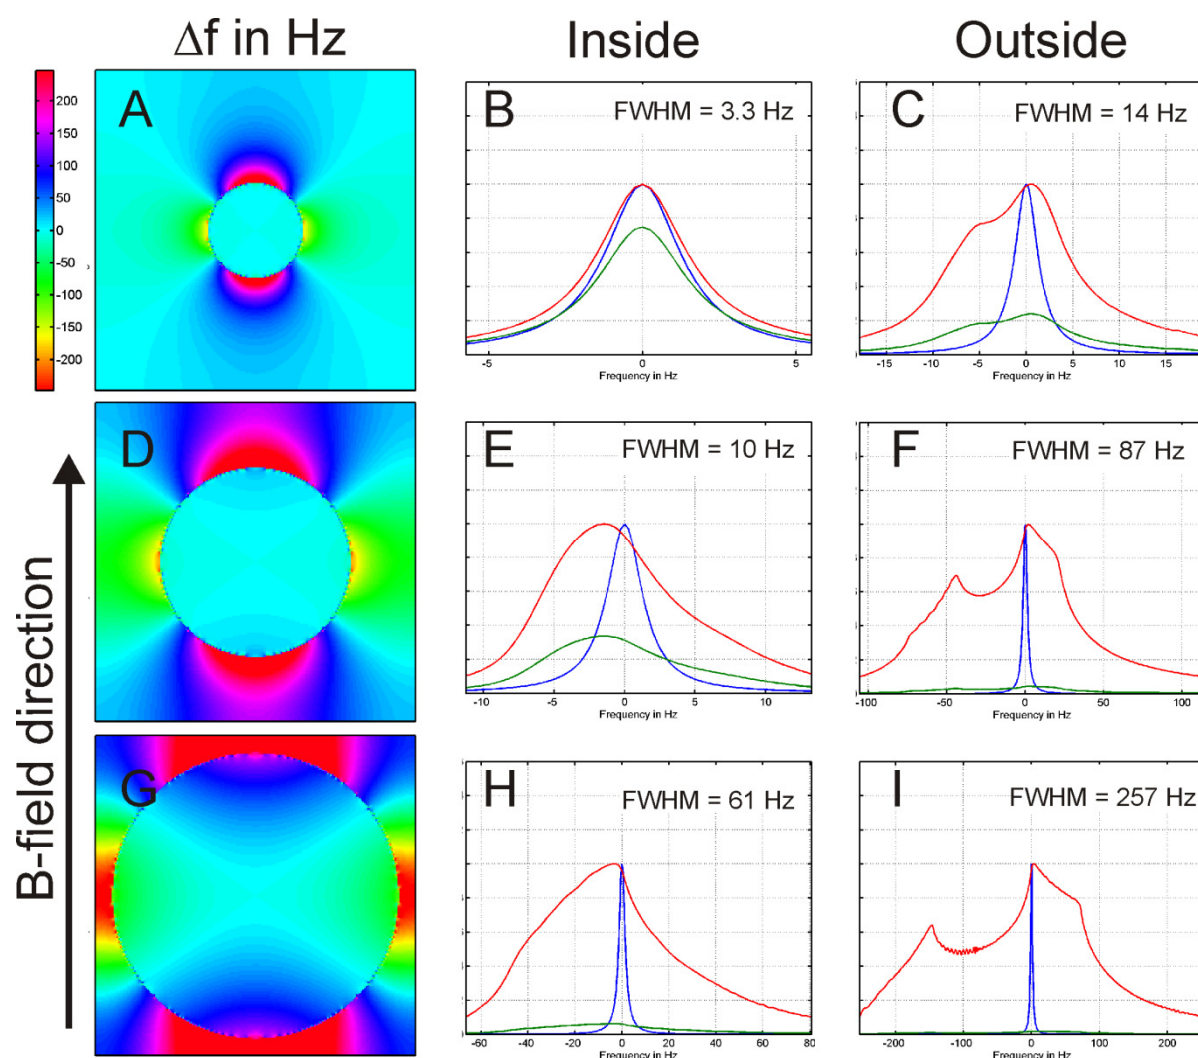 Δf in Hz
Inside
Outside
200
150
100
50
0
-50
-100
-150
-200
A
B
FWHM = 3.3 Hz
-5
0
5
Frequency in Hz
C
FWHM = 14 Hz
-15
-10
-5
0
5
10
15
Frequency in Hz
B-field direction
D
E
FWHM = 10 Hz
-10
-5
0
5
10
Frequency in Hz
F
FWHM = 87 Hz
-100
-50
0
50
100
Frequency in Hz
G
H
FWHM = 61 Hz
-60
-40
-20
0
20
40
60
80
Frequency in Hz
I
FWHM = 257 Hz
-200
-100
0
100
200
Frequency in Hz